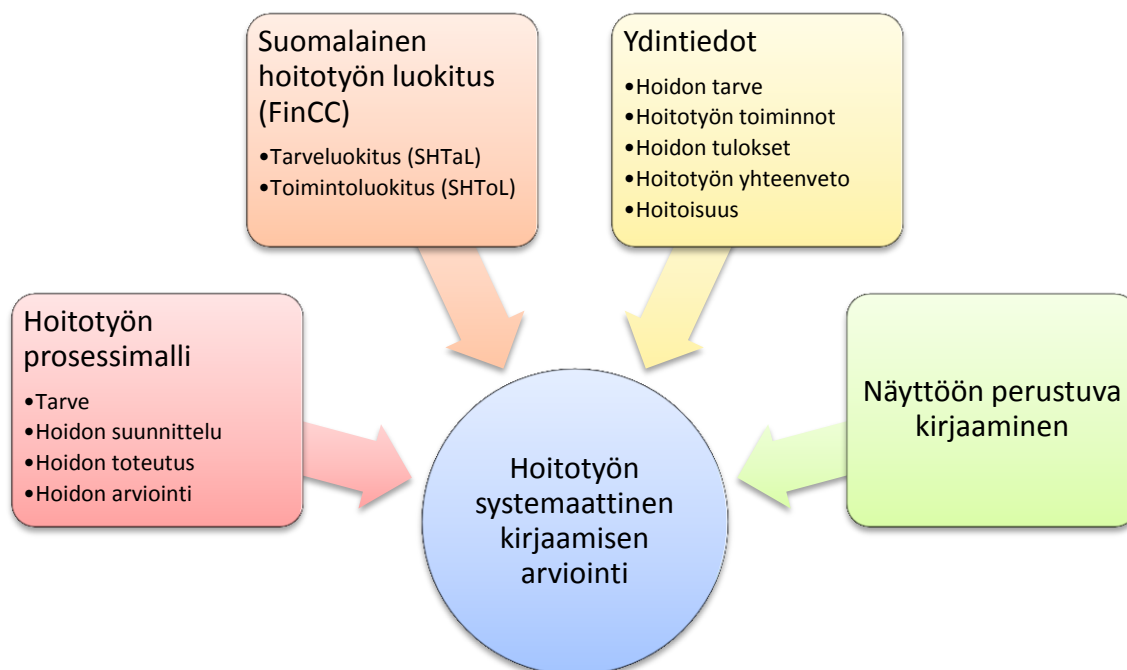 Suomalainen
hoitotyön luokitus
(FinCC)
•Tarveluokitus (SHTaL)
•Toimintoluokitus (SHToL)
Ydintiedot
•Hoidon tarve
•Hoitotyön toiminnot
•Hoidon tulokset
•Hoitotyön yhteenveto
•Hoitoisuus
Hoitotyön
prosessimalli
•Tarve
•Hoidon suunnittelu
•Hoidon toteutus
•Hoidon arviointi
Näyttöön perustuva
kirjaaminen
Hoitotyön
systemaattinen
kirjaamisen
arviointi